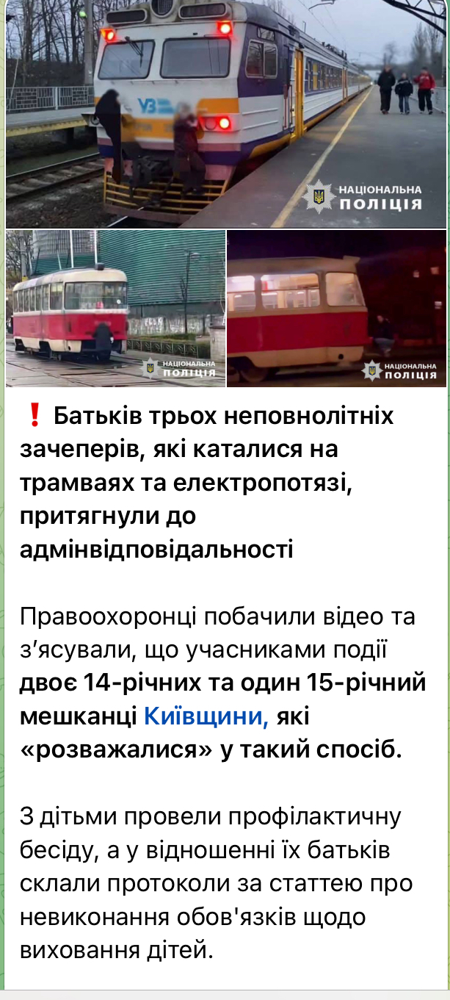 УЗ
НАЦІОНАЛЬНА
ПОЛІЦІЯ
НАЦІОНАЛЬНА
ПОЛІЦІЯ
НАЦІОНАЛЬНА
ПОЛІЦІЯ
❗ Батьків трьох неповнолітніх
зачеперів, які каталися на
трамваях та електропотязі,
притягнули до
адмінвідповідальності
Правоохоронці побачили відео та
з’ясували, що учасниками події
двоє 14-річних та один 15-річний
мешканці Київщини, які
«розважалися» у такий спосіб.
З дітьми провели профілактичну
бесіду, а у відношенні їх батьків
склали протоколи за статтею про
невиконання обов'язків щодо
виховання дітей.